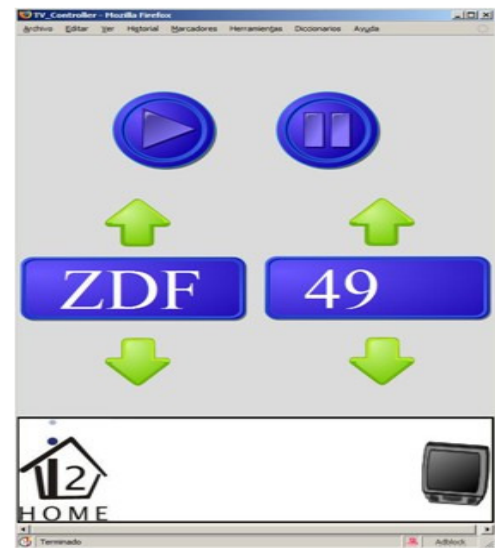 TV_Controller - Mozilla Firefox
Archivo Editar Ver Historial Marcadores Herramientas Diccionarios Ayuda
ZDF 49
2
HOME
Terminado Adblock